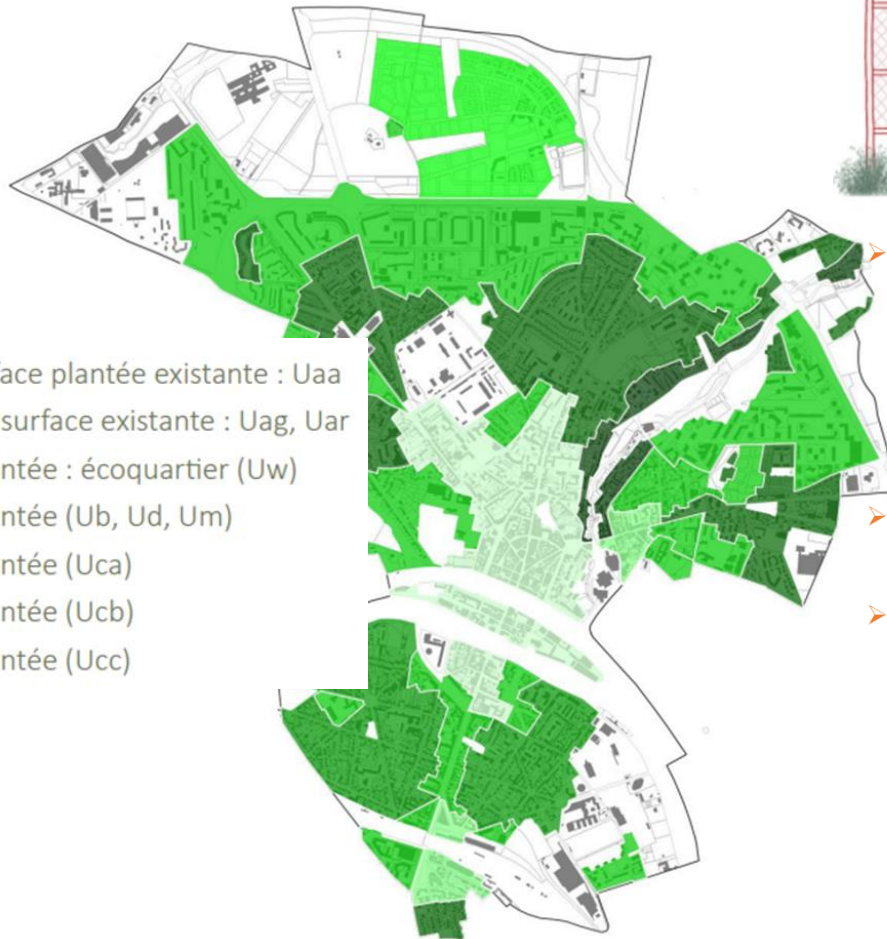 face plantée existante : Uaa
surface existante : Uag, Uar
ntée : écoquartier (Uw)
ntée (Ub, Ud, Um)
ntée (Uca)
ntée (Ucb)
ntée (Ucc)